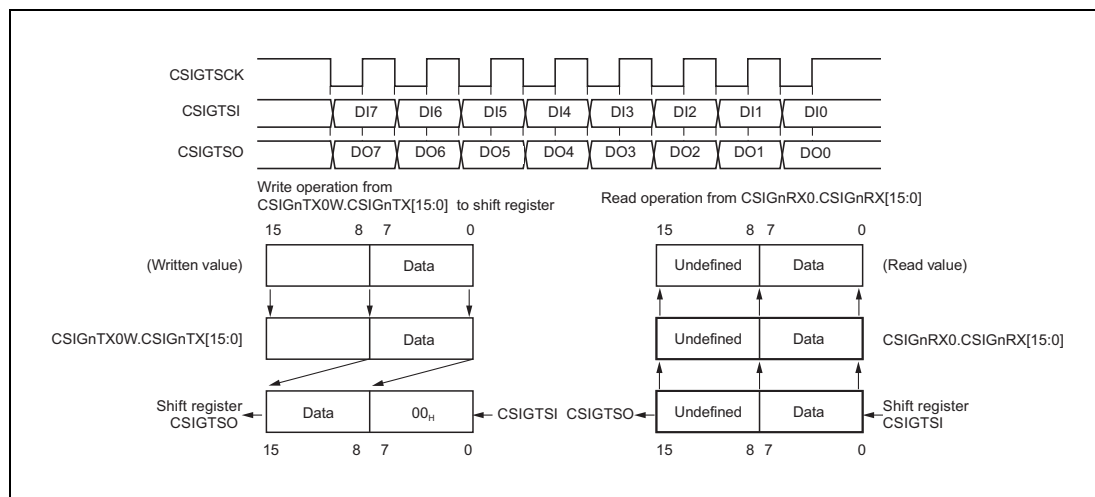 CSIGTSCK
CSIGTSI DI7 DI6 DI5 DI4 DI3 DI2 DI1 DI0
CSIGTSO DO7 DO6 DO5 DO4 DO3 DO2 DO1 DO0
Write operation from
CSIGnTX0W.CSIGnTX[15:0] to shift register
15 8 7 0
(Written value) Data
CSIGnTX0W.CSIGnTX[15:0] Data
Shift register
CSIGTSO
Data 00H CSIGTSI
15 8 7 0
Read operation from CSIGnRX0.CSIGnRX[15:0]
15 8 7 0
Undefined Data (Read value)
Undefined Data CSIGnRX0.CSIGnRX[15:0]
CSIGTSO Undefined Data
Shift register
CSIGTSI
15 8 7 0